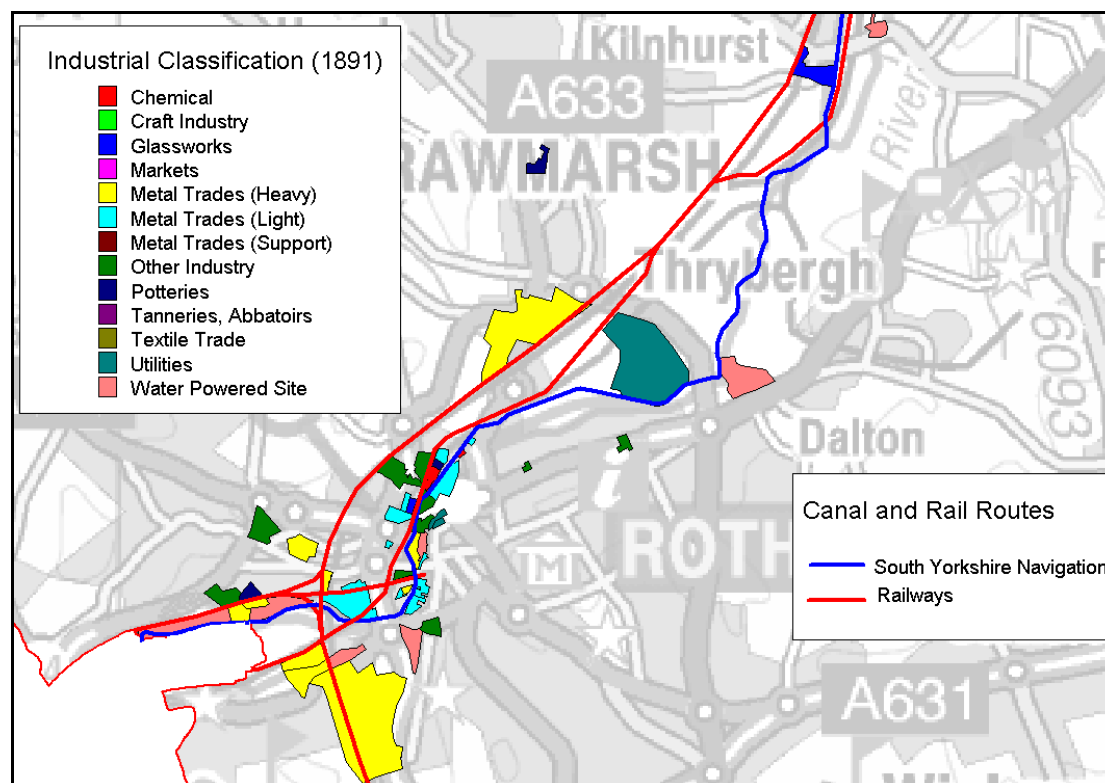 Industrial Classification (1891)
Chemical
Craft Industry
Glassworks
Markets
Metal Trades (Heavy)
Metal Trades (Light)
Metal Trades (Support)
Other Industry
Potteries
Tanneries, Abbatoirs
Textile Trade
Utilities
Water Powered Site
Kilnhurst
A633
RAWMARSH
River
Thrybergh
6093
Dalton
i
ROTH
M
Canal and Rail Routes
South Yorkshire Navigation
Railways
A631